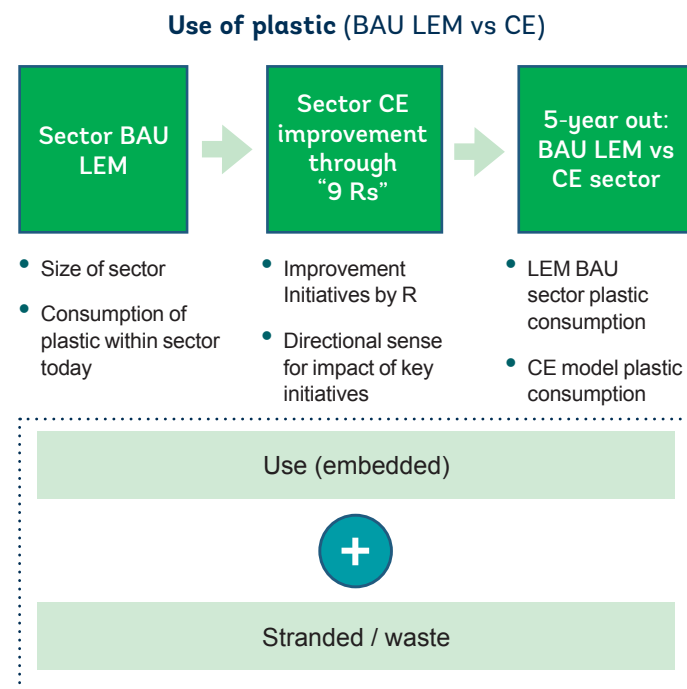 Use of plastic (BAU LEM vs CE)
Sector BAU
LEM
Sector CE
improvement
through
“9 Rs”
5-year out:
BAU LEM vs
CE sector
• Size of sector
• Consumption of
plastic within sector
today
• Improvement
Initiatives by R
• Directional sense
for impact of key
initiatives
• LEM BAU
sector plastic
consumption
• CE model plastic
consumption
Use (embedded)
+
Stranded / waste